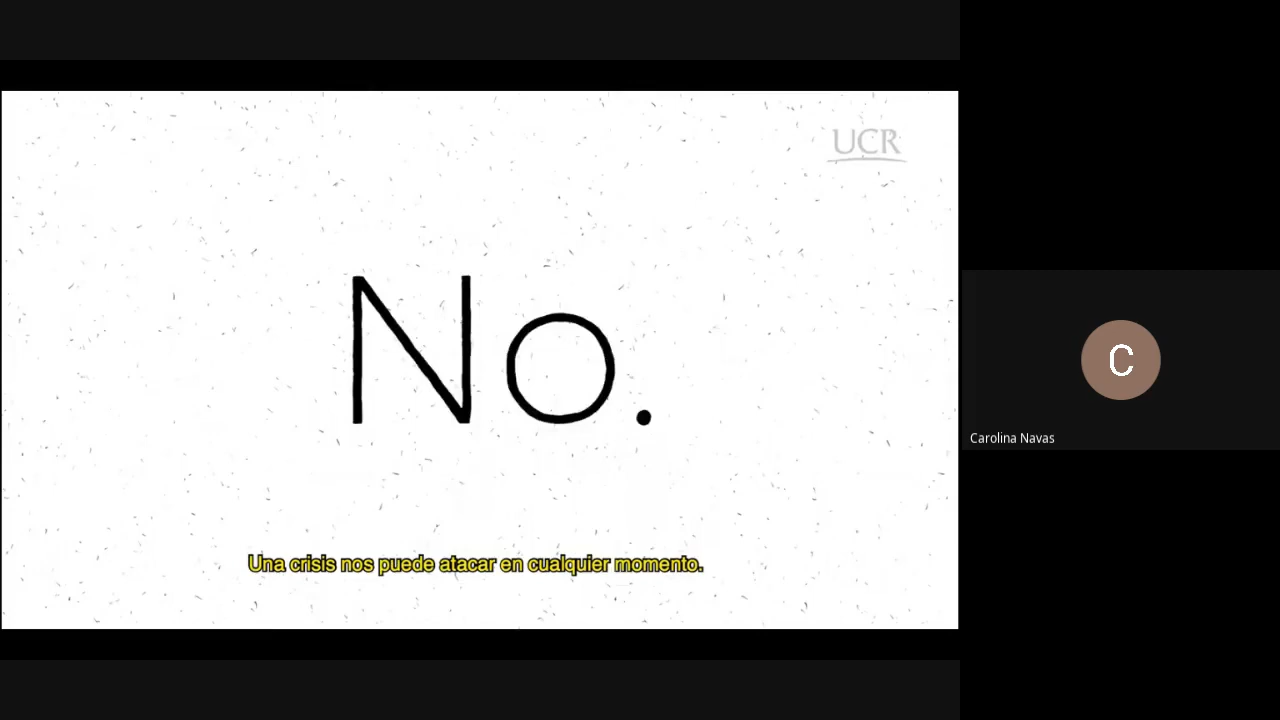 UCR
No.
Una crisis nos puede atacar en cualquier momento.
C
Carolina Navas